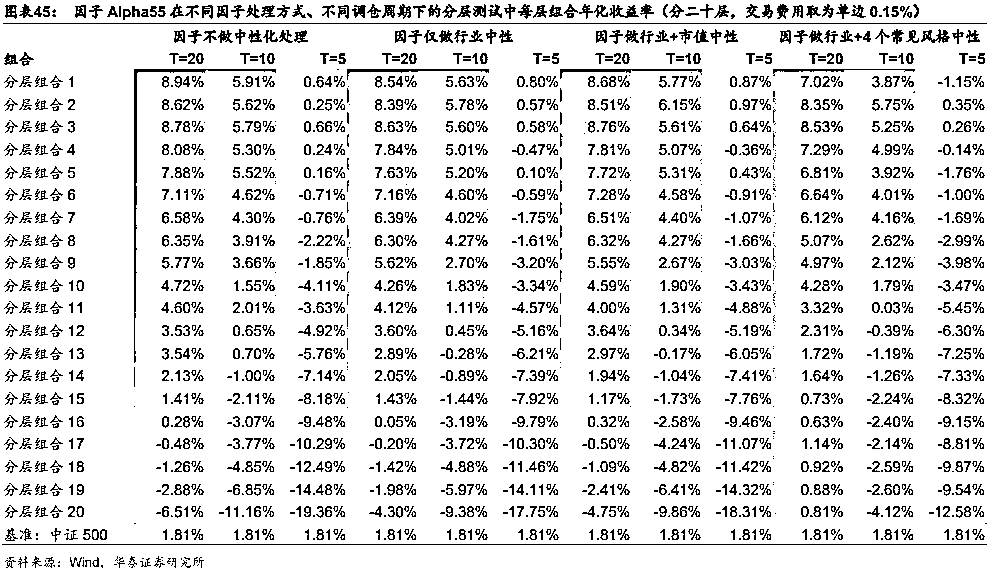 图表45： 因子 Alpha55 在不同因子处理方式、不同调仓周期下的分层测试中每层组合年化收益率（分二十层，交易费用取为单边 0.15%）
因子不做中性化处理 因子仅做行业中性 因子做行业+市值中性 因子做行业+4 个常见风格中性
组合 T=20 T=10 T=5 T=20 T=10 T=5 T=20 T=10 T=5 T=20 T=10 T=5
分层组合 1 8.94% 5.91% 0.64% 8.54% 5.63% 0.80% 8.68% 5.77% 0.87% 7.02% 3.87% -1.15%
分层组合 2 8.62% 5.62% 0.25% 8.39% 5.78% 0.57% 8.51% 6.15% 0.97% 8.35% 5.75% 0.35%
分层组合 3 8.78% 5.79% 0.66% 8.63% 5.60% 0.58% 8.76% 5.61% 0.64% 8.53% 5.25% 0.26%
分层组合 4 8.08% 5.30% 0.24% 7.84% 5.01% -0.47% 7.81% 5.07% -0.36% 7.29% 4.99% -0.14%
分层组合 5 7.88% 5.52% 0.16% 7.63% 5.20% 0.10% 7.72% 5.31% 0.43% 6.81% 3.92% -1.76%
分层组合 6 7.11% 4.62% -0.71% 7.16% 4.60% -0.59% 7.28% 4.58% -0.91% 6.64% 4.01% -1.00%
分层组合 7 6.58% 4.30% -0.76% 6.39% 4.02% -1.75% 6.51% 4.40% -1.07% 6.12% 4.16% -1.69%
分层组合 8 6.35% 3.91% -2.22% 6.30% 4.27% -1.61% 6.32% 4.27% -1.66% 5.07% 2.62% -2.99%
分层组合 9 5.77% 3.66% -1.85% 5.62% 2.70% -3.20% 5.55% 2.67% -3.03% 4.97% 2.12% -3.98%
分层组合 10 4.72% 1.55% -4.11% 4.26% 1.83% -3.34% 4.59% 1.90% -3.43% 4.28% 1.79% -3.47%
分层组合 11 4.60% 2.01% -3.63% 4.12% 1.11% -4.57% 4.00% 1.31% -4.88% 3.32% 0.03% -5.45%
分层组合 12 3.53% 0.65% -4.92% 3.60% 0.45% -5.16% 3.64% 0.34% -5.19% 2.31% -0.39% -6.30%
分层组合 13 3.54% 0.70% -5.76% 2.89% -0.28% -6.21% 2.97% -0.17% -6.05% 1.72% -1.19% -7.25%
分层组合 14 2.13% -1.00% -7.14% 2.05% -0.89% -7.39% 1.94% -1.04% -7.41% 1.64% -1.26% -7.33%
分层组合 15 1.41% -2.11% -8.18% 1.43% -1.44% -7.92% 1.17% -1.73% -7.76% 0.73% -2.24% -8.32%
分层组合 16 0.28% -3.07% -9.48% 0.05% -3.19% -9.79% 0.32% -2.58% -9.46% 0.63% -2.40% -9.15%
分层组合 17 -0.48% -3.77% -10.29% -0.20% -3.72% -10.30% -0.50% -4.24% -11.07% 1.14% -2.14% -8.81%
分层组合 18 -1.26% -4.85% -12.49% -1.42% -4.88% -11.46% -1.09% -4.82% -11.42% 0.92% -2.59% -9.87%
分层组合 19 -2.88% -6.85% -14.48% -1.98% -5.97% -14.11% -2.41% -6.41% -14.32% 0.88% -2.60% -9.54%
分层组合 20 -6.51% -11.16% -19.36% -4.30% -9.38% -17.75% -4.75% -9.86% -18.31% 0.81% -4.12% -12.58%
基准：中证 500 1.81% 1.81% 1.81% 1.81% 1.81% 1.81% 1.81% 1.81% 1.81% 1.81% 1.81% 1.81%
资料来源：Wind，华泰证券研究所